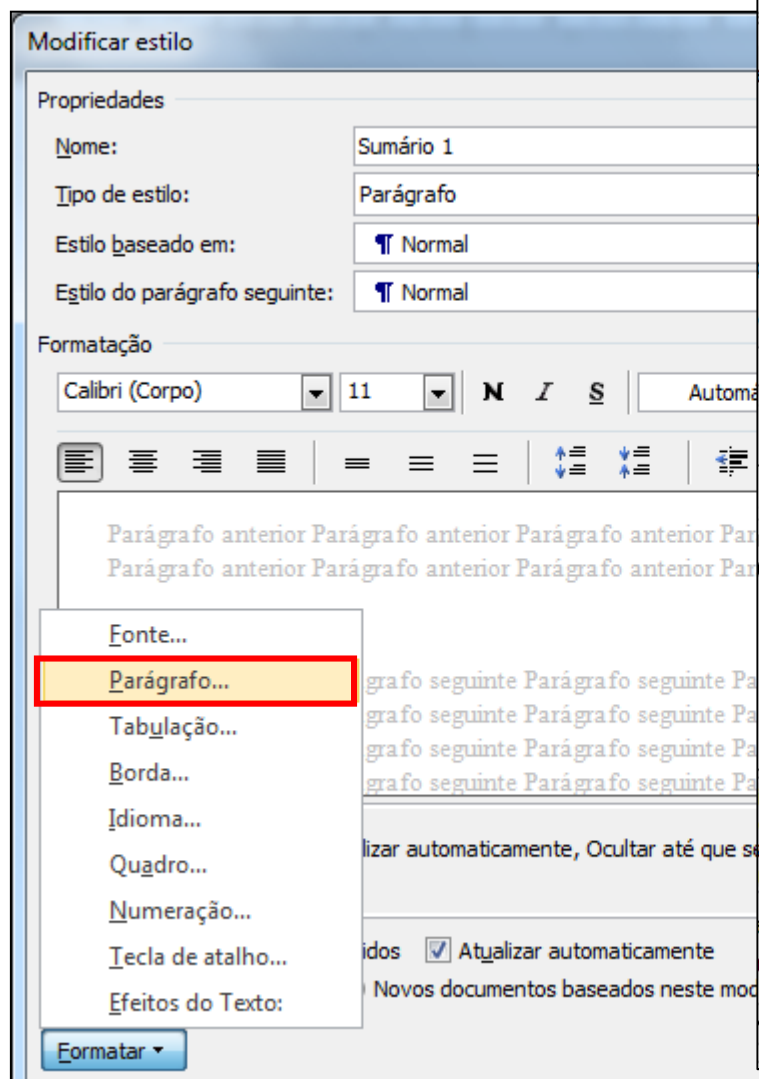 Modificar estilo
Propriedades
Nome: Sumário 1
Tipo de estilo: Parágrafo
Estilo baseado em: ¶ Normal
Estilo do parágrafo seguinte: ¶ Normal
Formatação
Calibri (Corpo) 11 N I S Automá
Parágrafo anterior Parágrafo anterior Parágrafo anterior Par
Parágrafo anterior Parágrafo anterior Parágrafo anterior Par
Fonte...
Parágrafo... grafo seguinte Parágrafo seguinte Pa
Tabulação... grafo seguinte Parágrafo seguinte Pa
grafo seguinte Parágrafo seguinte Pa
Borda... grafo seguinte Parágrafo seguinte Pa
Idioma...
lizar automaticamente, Ocultar até que se
Quadro...
Numeração...
Tecla de atalho... idos Atualizar automaticamente
Efeitos do Texto: Novos documentos baseados neste mod
Formatar